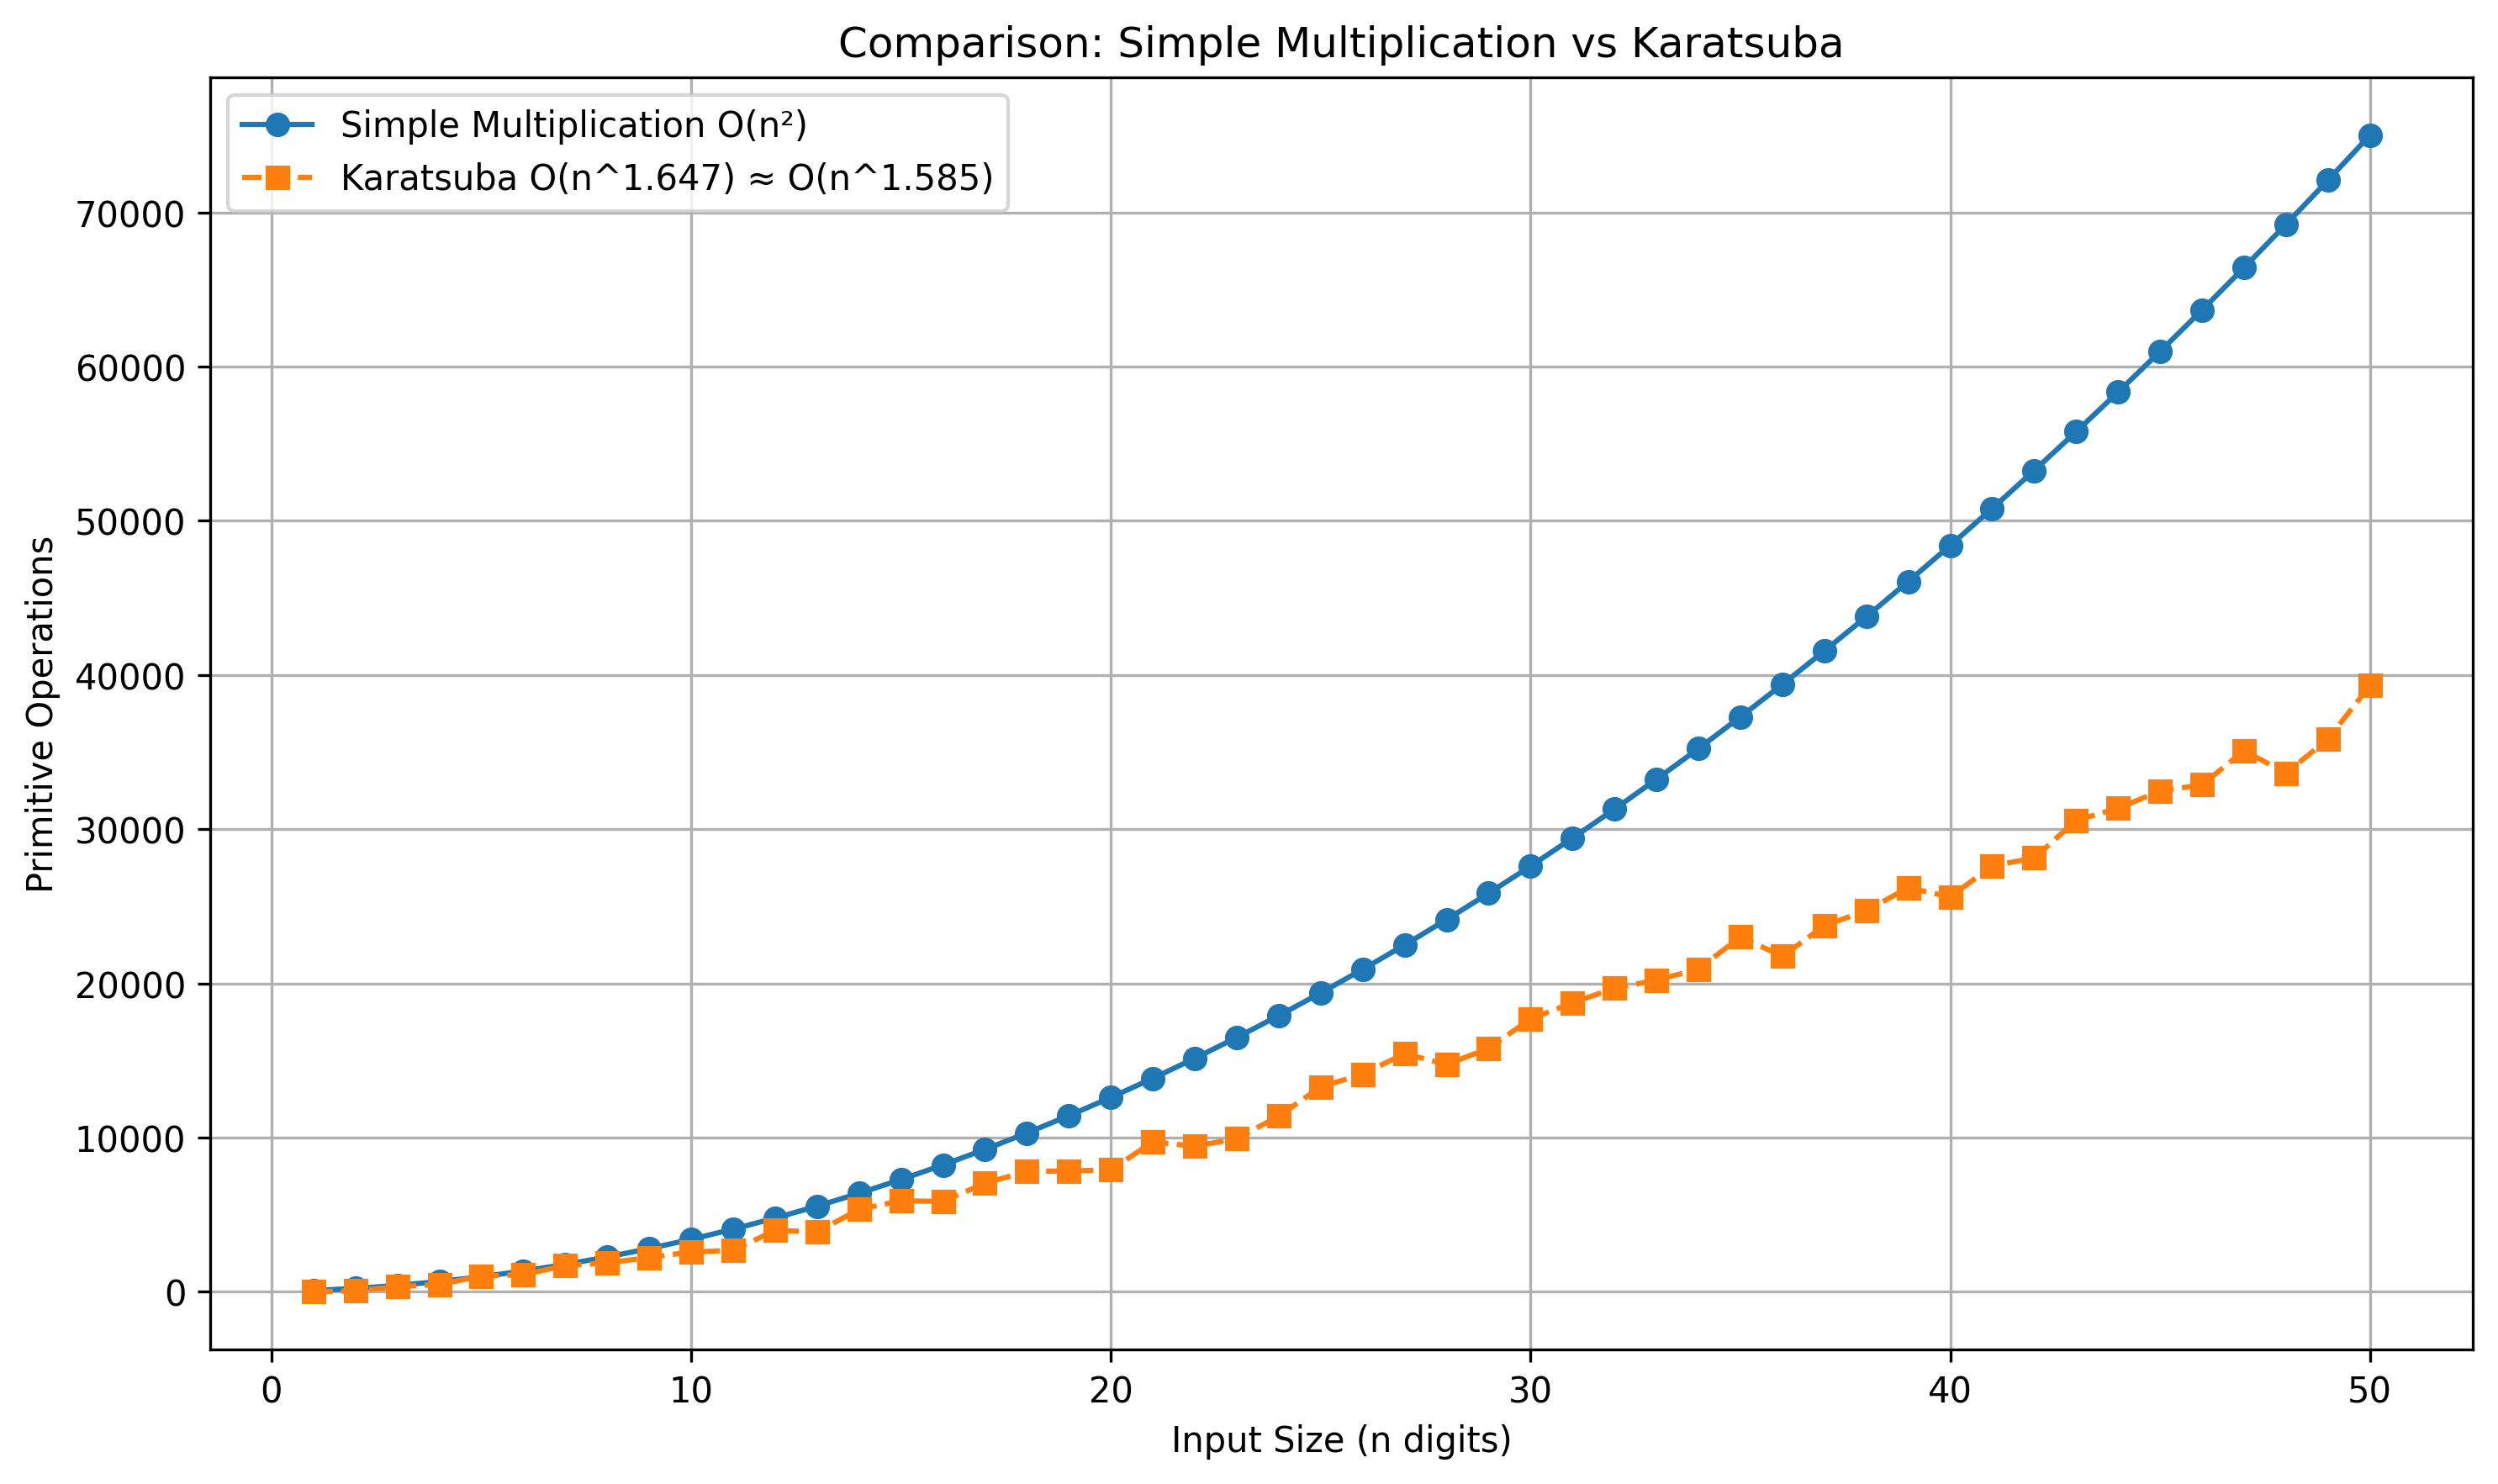 Comparison: Simple Multiplication vs Karatsuba
Simple Multiplication O(n²)
Karatsuba O(n^1.647) ≈ O(n^1.585)
Primitive Operations
70000
60000
50000
40000
30000
20000
10000
0
0 10 20 30 40 50
Input Size (n digits)